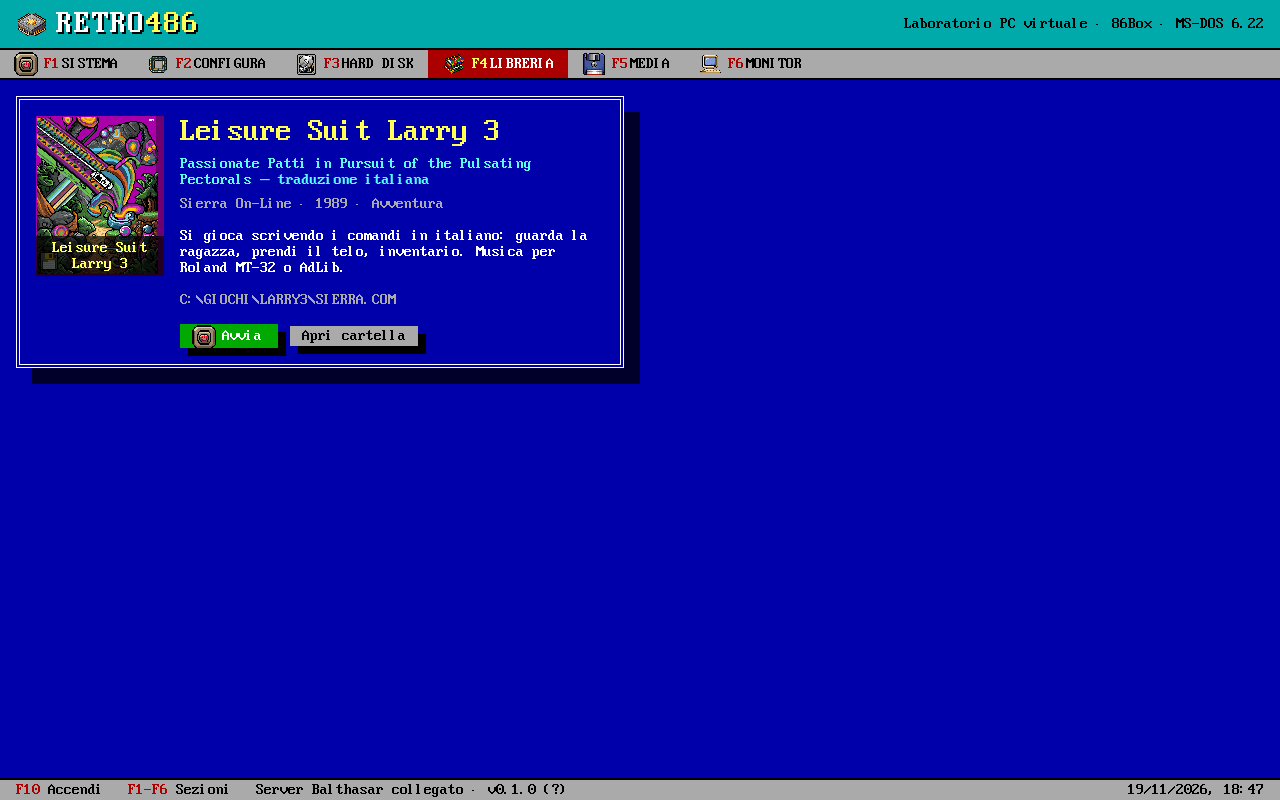 RETRO486
Laboratorio PC virtuale · 86Box · MS-DOS 6.22
F1 SISTEMA F2 CONFIGURA F3 HARD DISK F4 LIBRERIA F5 MEDIA F6 MONITOR
Leisure Suit Larry 3
Passionate Patti in Pursuit of the Pulsating
Pectorals — traduzione italiana
Sierra On-Line · 1989 · Avventura
Si gioca scrivendo i comandi in italiano: guarda la
ragazza, prendi il telo, inventario. Musica per
Roland MT-32 o AdLib.
Leisure Suit
Larry 3
C:\GIOCHI\LARRY3\SIERRA.COM
Avvia Apri cartella
F10 Accendi F1-F6 Sezioni Server Balthasar collegato · v0.1.0 (?)
19/11/2026, 18:47